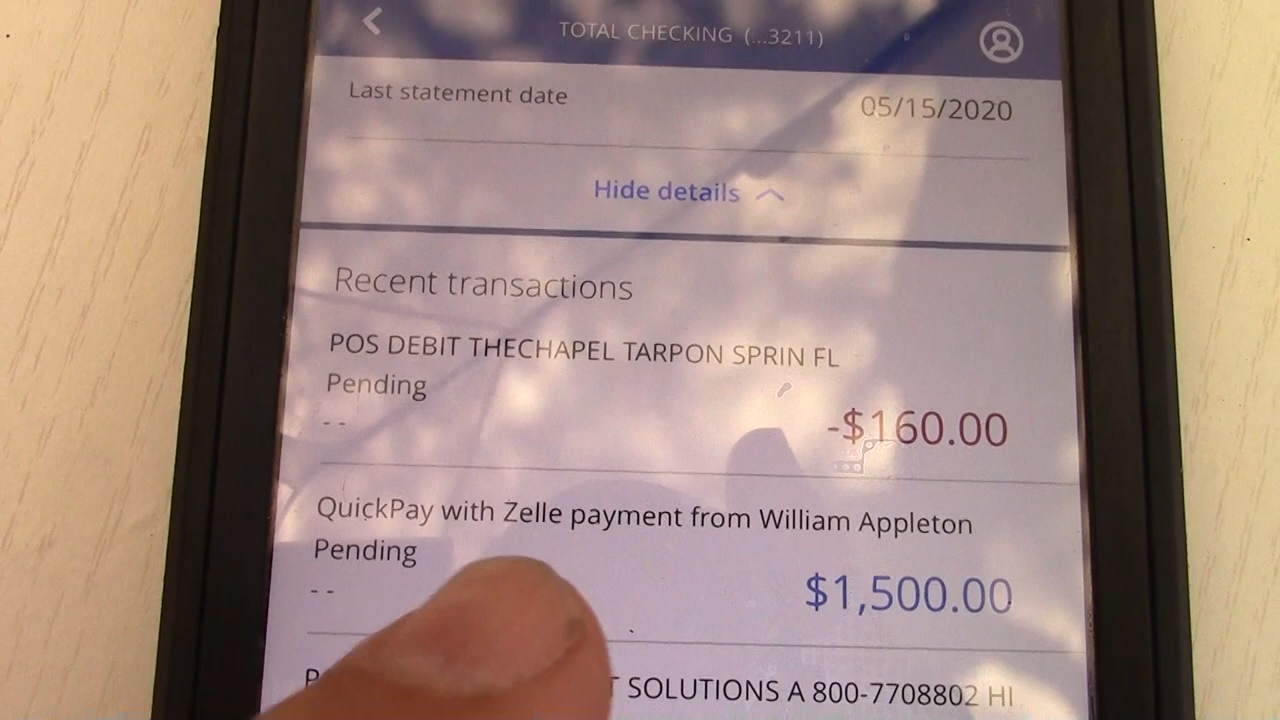 TOTAL CHECKING (...3211)
Last statement date 05/15/2020
Hide details
Recent transactions
POS DEBIT THECHAPEL TARPON SPRIN FL
Pending
--
-$160.00
QuickPay with Zelle payment from William Appleton
Pending
--
$1,500.00
SOLUTIONS A 800-7708802 HI